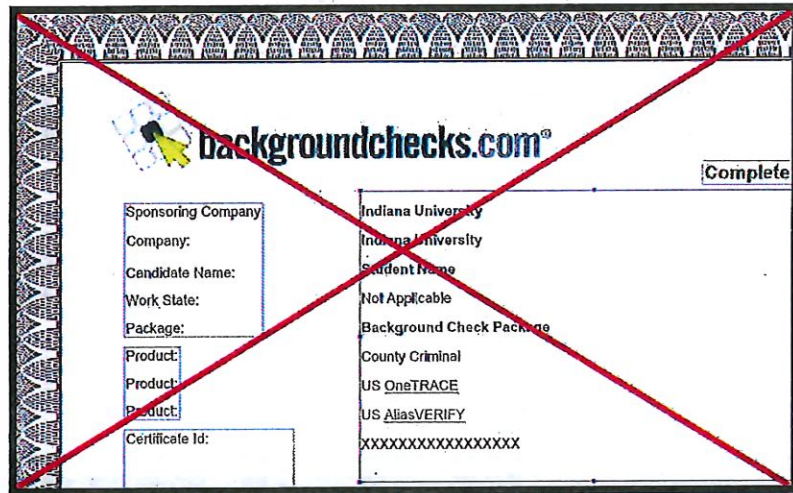 backgroundchecks.com®
Complete
Sponsoring Company Indiana University
Company: Indiana University
Candidate Name: Student Name
Work State: Not Applicable
Package: Background Check Package
Product: County Criminal
Product: US OneTRACE
Product: US AliasVERIFY
Certificate Id: XXXXXXXXXXXXXXXXX